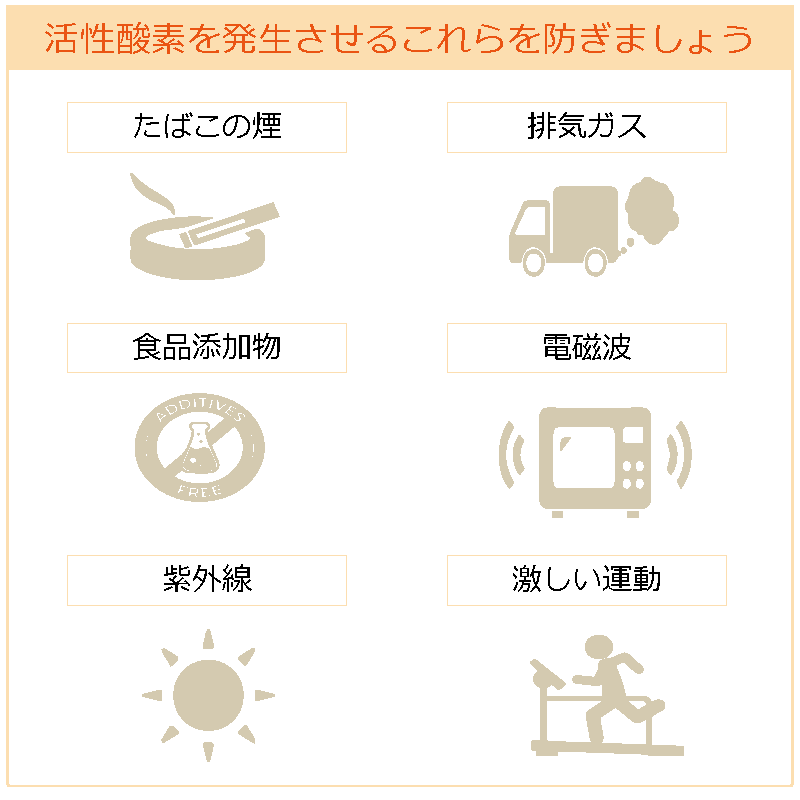 活性酸素を発生させるこれらを防ぎましょう
たばこの煙
排気ガス
食品添加物
電磁波
ADDITIVES
FREE
紫外線
激しい運動